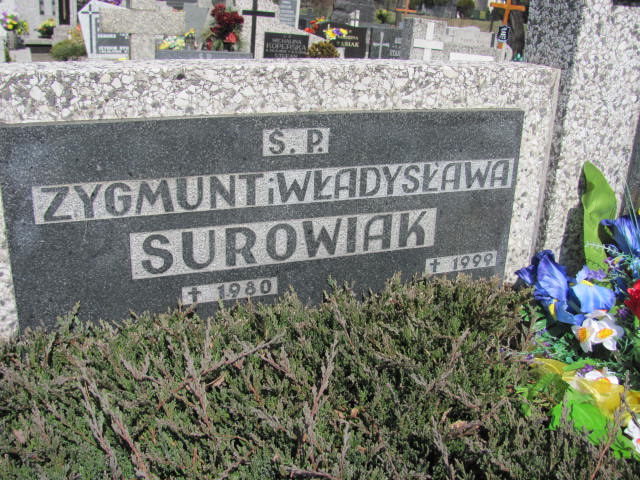 Ś. P.
ZYGMUNT i WŁADYSŁAWA
SUROWIAK
✝ 1980
✝ 1999